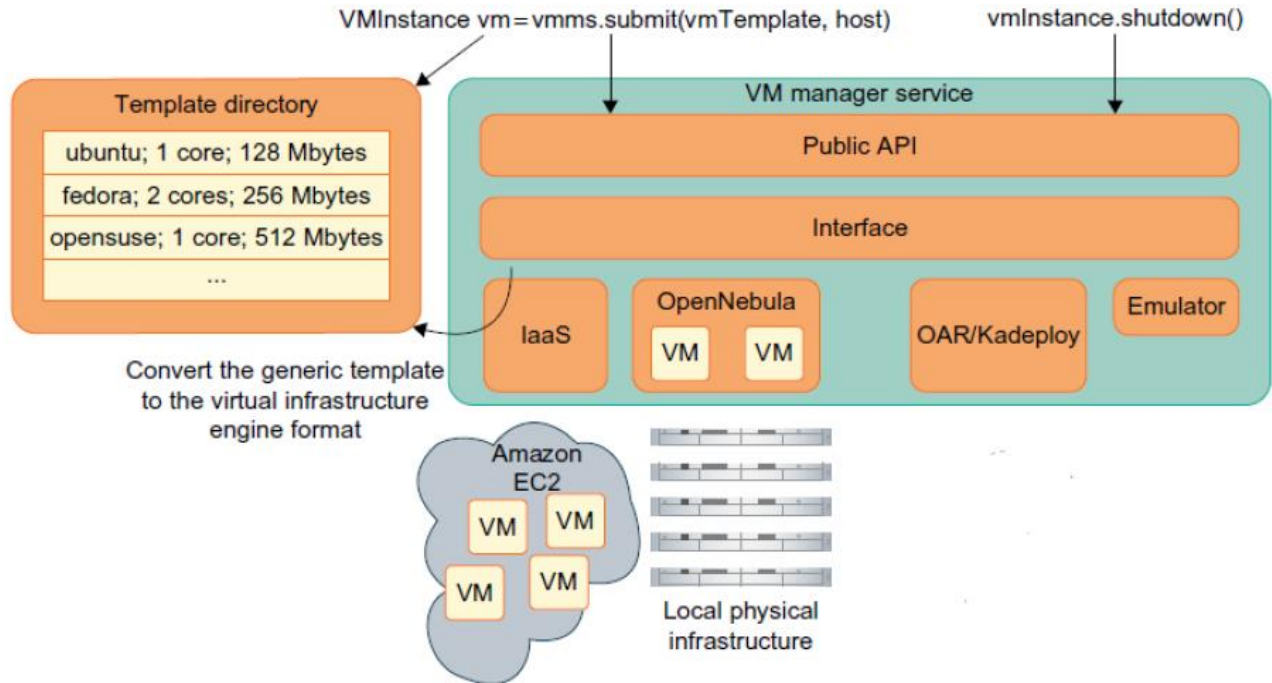 VMInstance vm=vmms.submit(vmTemplate, host)
vmInstance.shutdown()
Template directory
ubuntu; 1 core; 128 Mbytes
fedora; 2 cores; 256 Mbytes
opensuse; 1 core; 512 Mbytes
...
Convert the generic template
to the virtual infrastructure
engine format
VM manager service
Public API
Interface
IaaS
OpenNebula
VM
VM
OAR/Kadeploy
Emulator
Amazon
EC2
VM
VM
VM
VM
Local physical
infrastructure